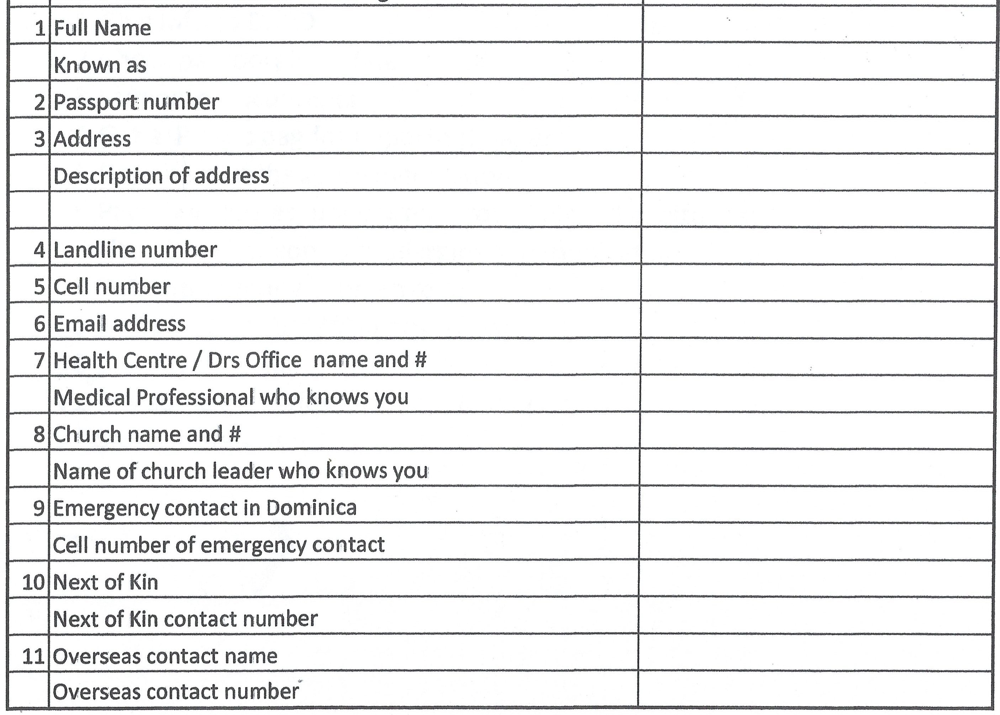 1 Full Name
Known as
2 Passport number
3 Address
Description of address
4 Landline number
5 Cell number
6 Email address
7 Health Centre / Drs Office  name and #
Medical Professional who knows you
8 Church name and #
Name of church leader who knows you
9 Emergency contact in Dominica
Cell number of emergency contact
10 Next of Kin
Next of Kin contact number
11 Overseas contact name
Overseas contact number